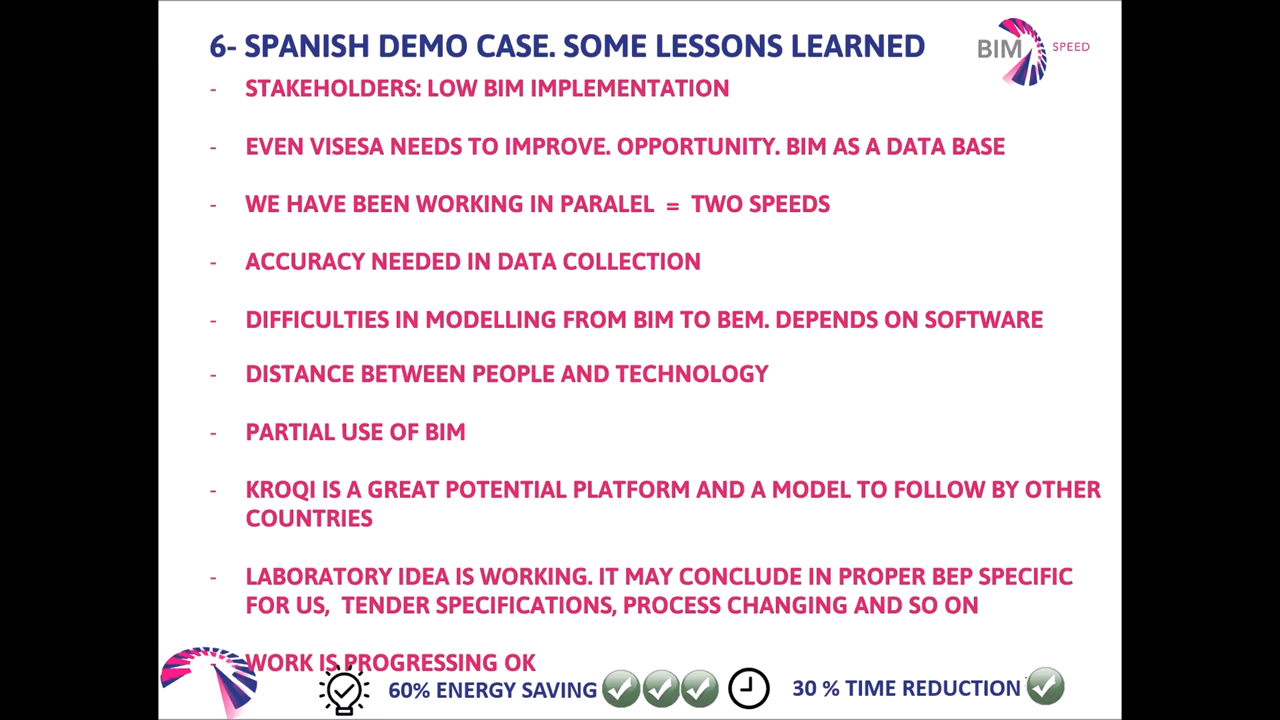 6- SPANISH DEMO CASE. SOME LESSONS LEARNED
BIM SPEED
- STAKEHOLDERS: LOW BIM IMPLEMENTATION
- EVEN VISESA NEEDS TO IMPROVE. OPPORTUNITY. BIM AS A DATA BASE
- WE HAVE BEEN WORKING IN PARALEL = TWO SPEEDS
- ACCURACY NEEDED IN DATA COLLECTION
- DIFFICULTIES IN MODELLING FROM BIM TO BEM. DEPENDS ON SOFTWARE
- DISTANCE BETWEEN PEOPLE AND TECHNOLOGY
- PARTIAL USE OF BIM
- KROQI IS A GREAT POTENTIAL PLATFORM AND A MODEL TO FOLLOW BY OTHER
COUNTRIES
- LABORATORY IDEA IS WORKING. IT MAY CONCLUDE IN PROPER BEP SPECIFIC
FOR US, TENDER SPECIFICATIONS, PROCESS CHANGING AND SO ON
- WORK IS PROGRESSING OK
60% ENERGY SAVING
30 % TIME REDUCTION